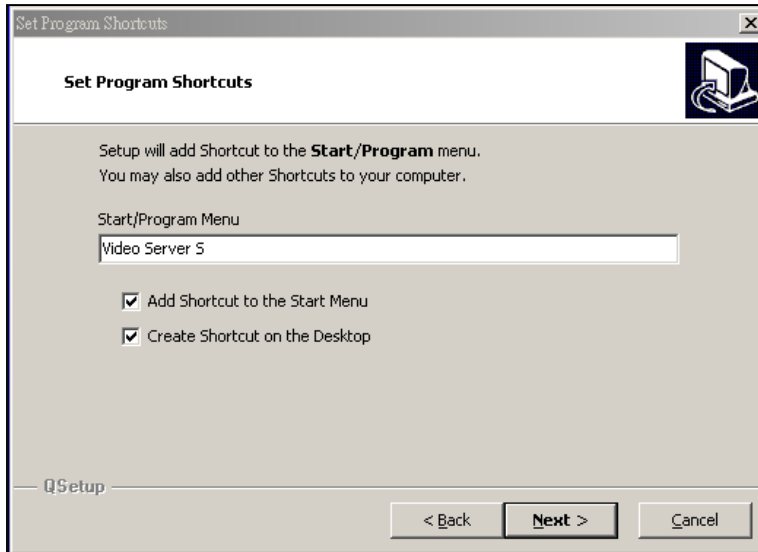 Set Program Shortcuts
Set Program Shortcuts
Setup will add Shortcut to the Start/Program menu.
You may also add other Shortcuts to your computer.
Start/Program Menu
Video Server S
Add Shortcut to the Start Menu
Create Shortcut on the Desktop
QSetup
< Back
Next >
Cancel